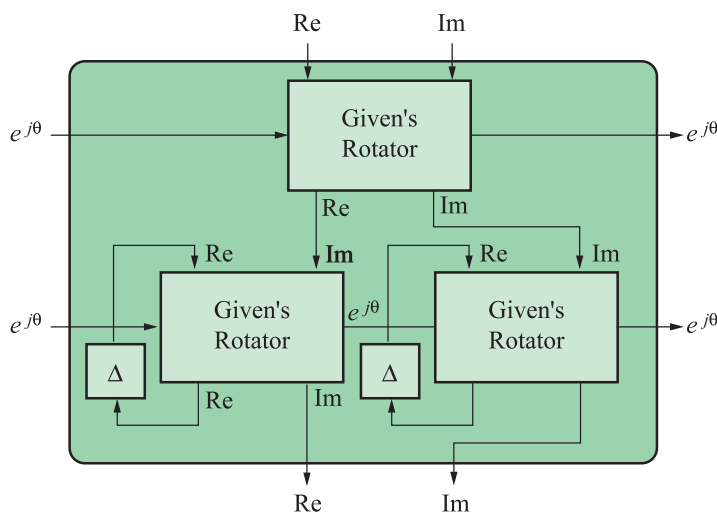 Re Im
Given's
Rotator
e^{jθ} e^{jθ}
Re Im
Re Im Re Im
Given's
Rotator
Given's
Rotator
e^{jθ} e^{jθ} e^{jθ}
Δ Δ
Re Im
Re Im